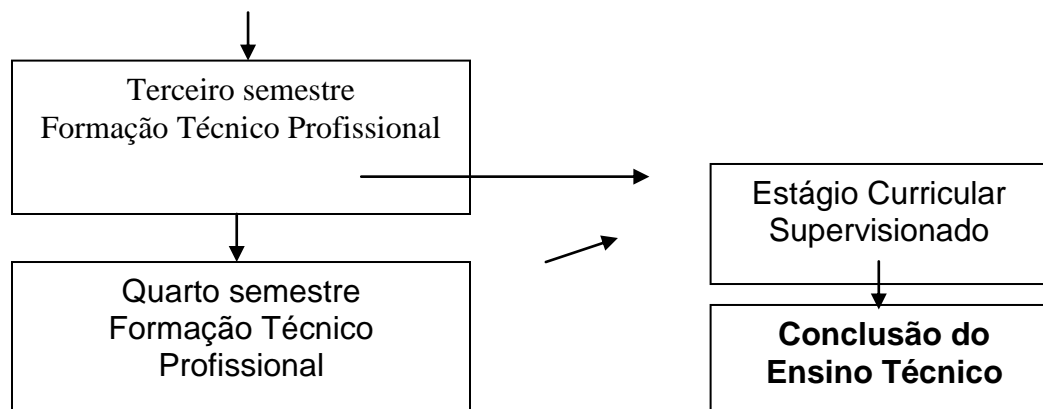 Terceiro semestre
Formação Técnico Profissional
Estágio Curricular
Supervisionado
Quarto semestre
Formação Técnico
Profissional
Conclusão do
Ensino Técnico